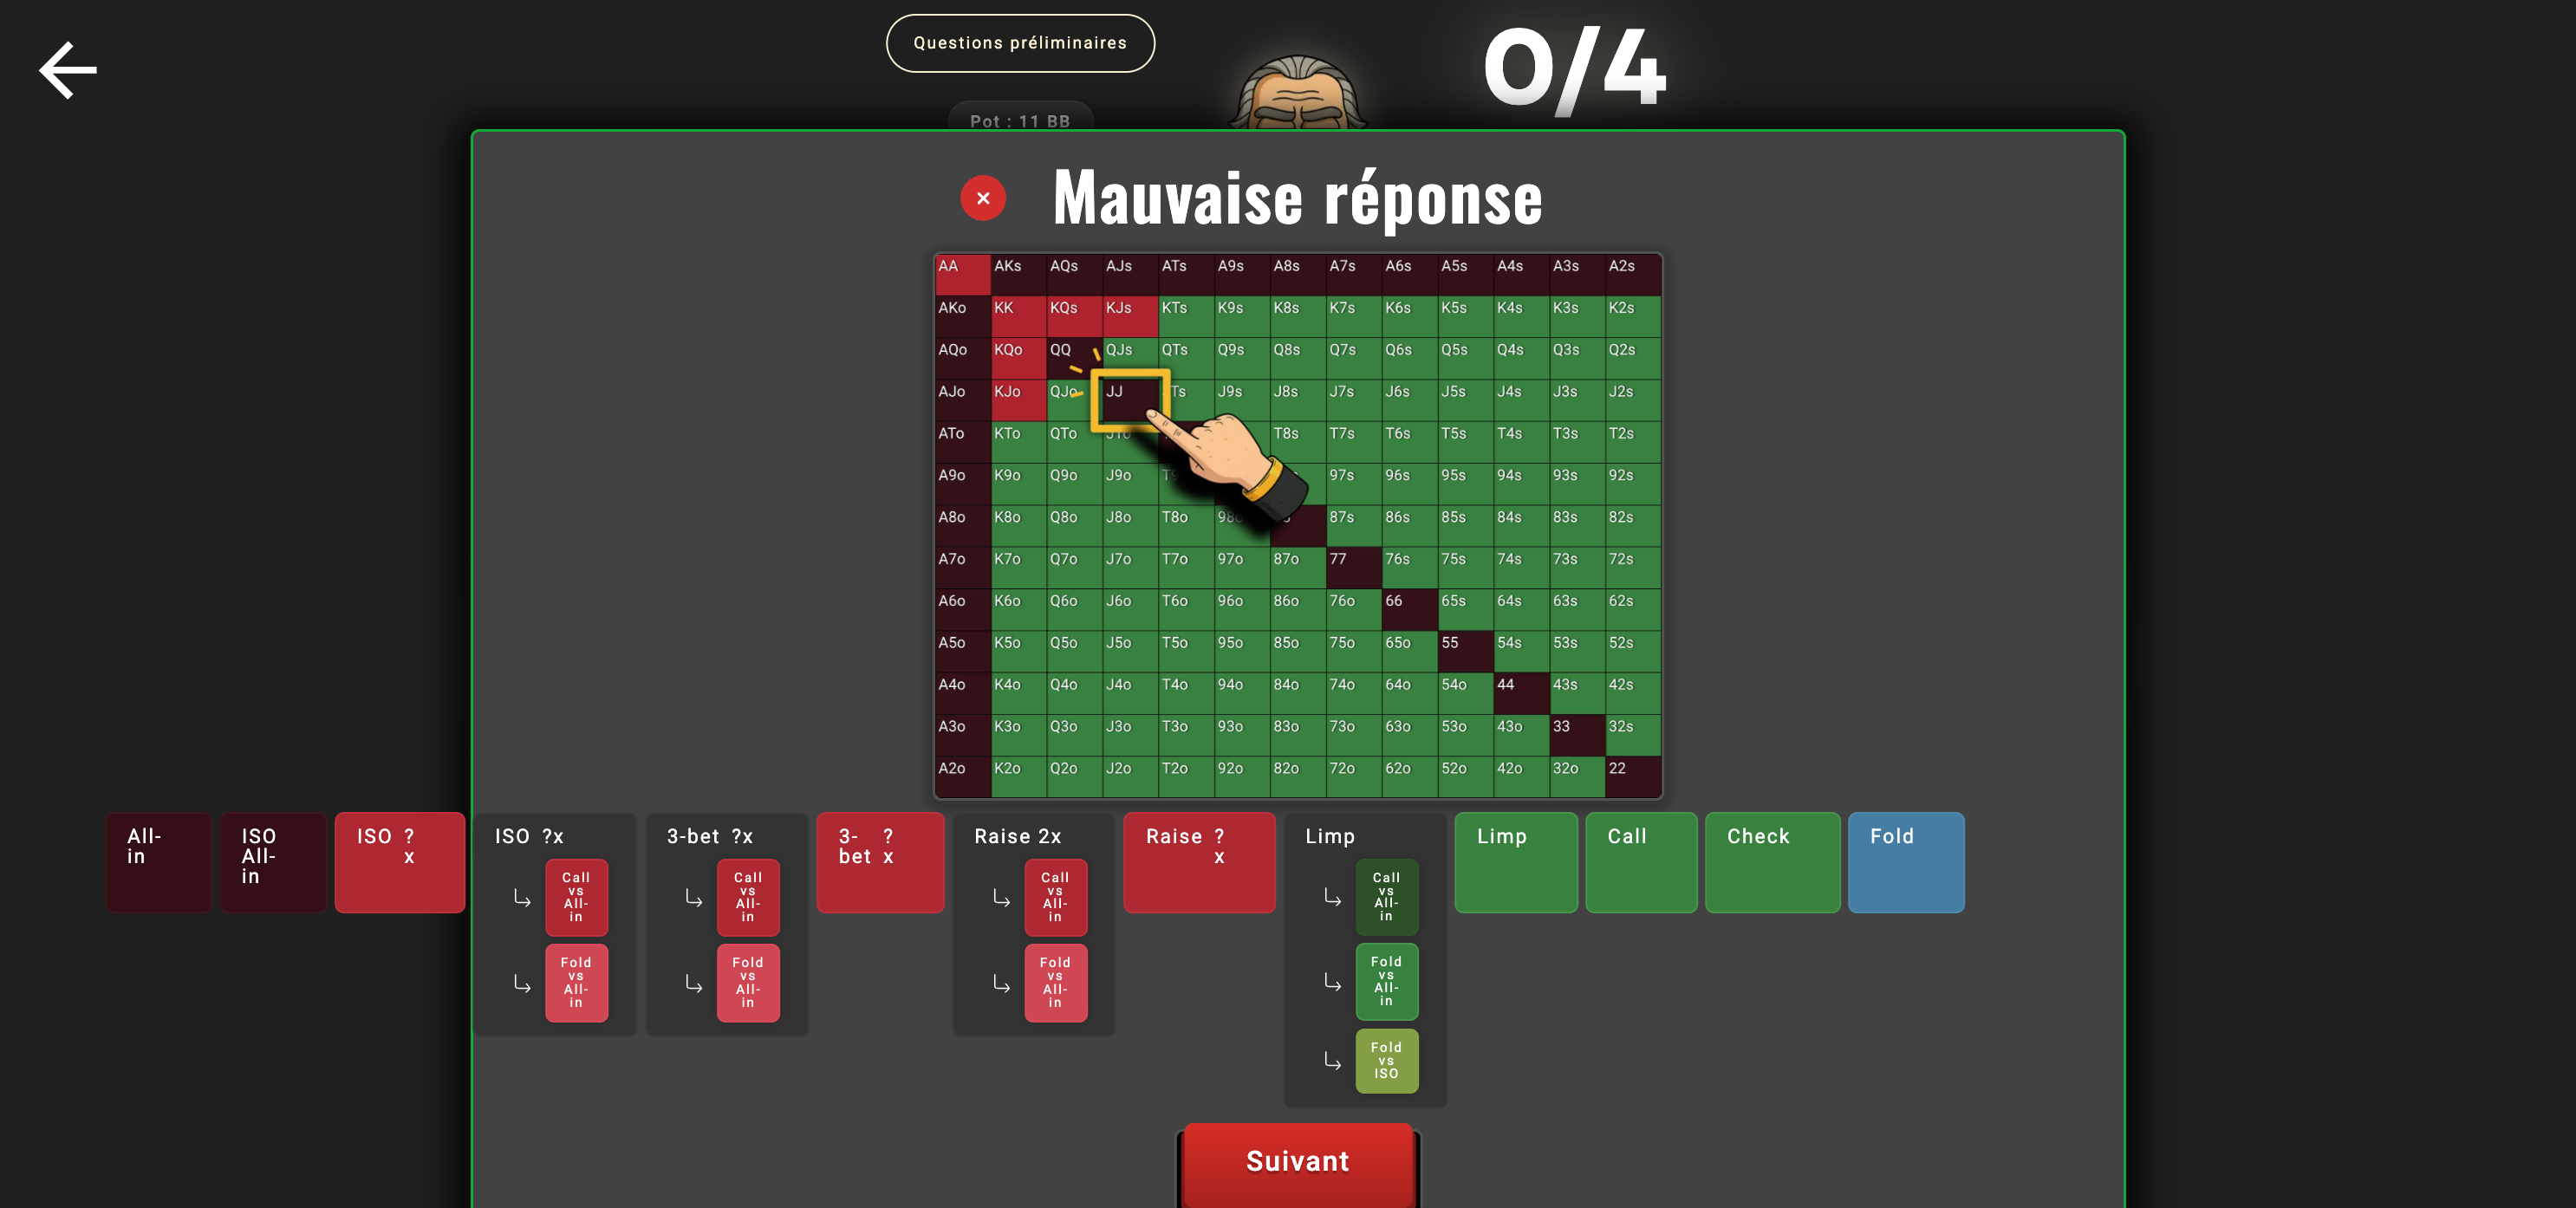 Questions préliminaires
0/4
Pot : 11 BB
Mauvaise réponse
AA AKs AQs AJs ATs A9s A8s A7s A6s A5s A4s A3s A2s
AKo KK KQs KJs KTs K9s K8s K7s K6s K5s K4s K3s K2s
AQo KQo QQ QJs QTs Q9s Q8s Q7s Q6s Q5s Q4s Q3s Q2s
AJo KJo QJo JJ J9s J8s J7s J6s J5s J4s J3s J2s
ATo KTo QTo JTo T8s T7s T6s T5s T4s T3s T2s
A9o K9o Q9o J9o 97s 96s 95s 94s 93s 92s
A8o K8o Q8o J8o T8o 98o 87s 86s 85s 84s 83s 82s
A7o K7o Q7o J7o T7o 97o 87o 77 76s 75s 74s 73s 72s
A6o K6o Q6o J6o T6o 96o 86o 76o 66 65s 64s 63s 62s
A5o K5o Q5o J5o T5o 95o 85o 75o 65o 55 54s 53s 52s
A4o K4o Q4o J4o T4o 94o 84o 74o 64o 54o 44 43s 42s
A3o K3o Q3o J3o T3o 93o 83o 73o 63o 53o 43o 33 32s
A2o K2o Q2o J2o T2o 92o 82o 72o 62o 52o 42o 32o 22
All-
in
ISO
All-
in
ISO ?
x
ISO ?x
Call
vs
All-
in
Fold
vs
All-
in
3-bet ?x
Call
vs
All-
in
Fold
vs
All-
in
3- ?
bet x
Raise 2x
Call
vs
All-
in
Fold
vs
All-
in
Raise ?
x
Limp
Call
vs
All-
in
Fold
vs
All-
in
Fold
vs
ISO
Limp
Call
Check
Fold
Suivant